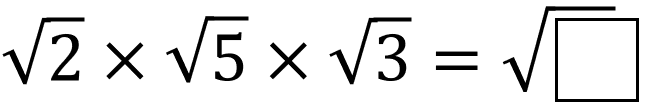 √2 × √5 × √3 = √□